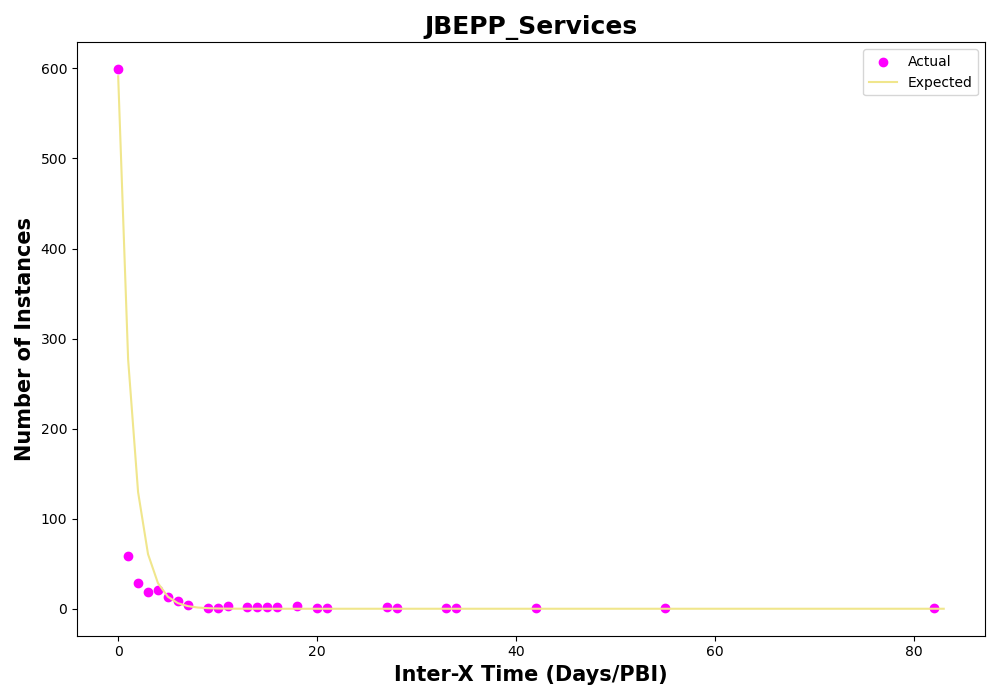 JBEPP_Services
Actual
Expected
Number of Instances
600
500
400
300
200
100
0
0 20 40 60 80
Inter-X Time (Days/PBI)